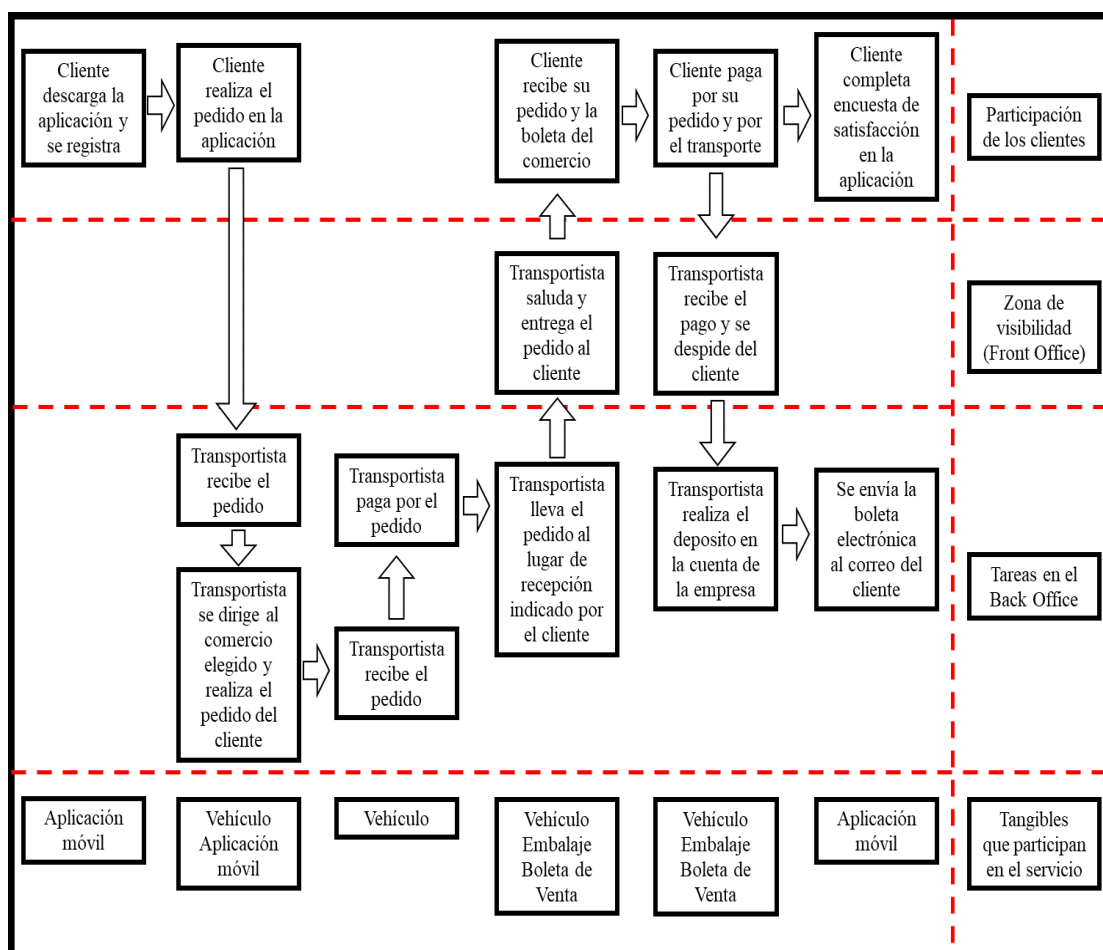 Cliente
descarga la
aplicación y
se registra
Cliente
realiza el
pedido en la
aplicación
Cliente
recibe su
pedido y la
boleta del
comercio
Cliente paga
por su
pedido y por
el transporte
Cliente
completa
encuesta de
satisfacción
en la
aplicación
Participación
de los clientes
Transportista
saluda y
entrega el
pedido al
cliente
Transportista
recibe el
pago y se
despide del
cliente
Zona de
visibilidad
(Front Office)
Transportista
recibe el
pedido
Transportista
se dirige al
comercio
elegido y
realiza el
pedido del
cliente
Transportista
paga por el
pedido
Transportista
recibe el
pedido
Transportista
lleva el
pedido al
lugar de
recepción
indicado por
el cliente
Transportista
realiza el
deposito en
la cuenta de
la empresa
Se envía la
boleta
electrónica
al correo del
cliente
Tareas en el
Back Office
Aplicación
móvil
Vehículo
Aplicación
móvil
Vehículo
Vehículo
Embalaje
Boleta de
Venta
Vehículo
Embalaje
Boleta de
Venta
Aplicación
móvil
Tangibles
que participan
en el servicio